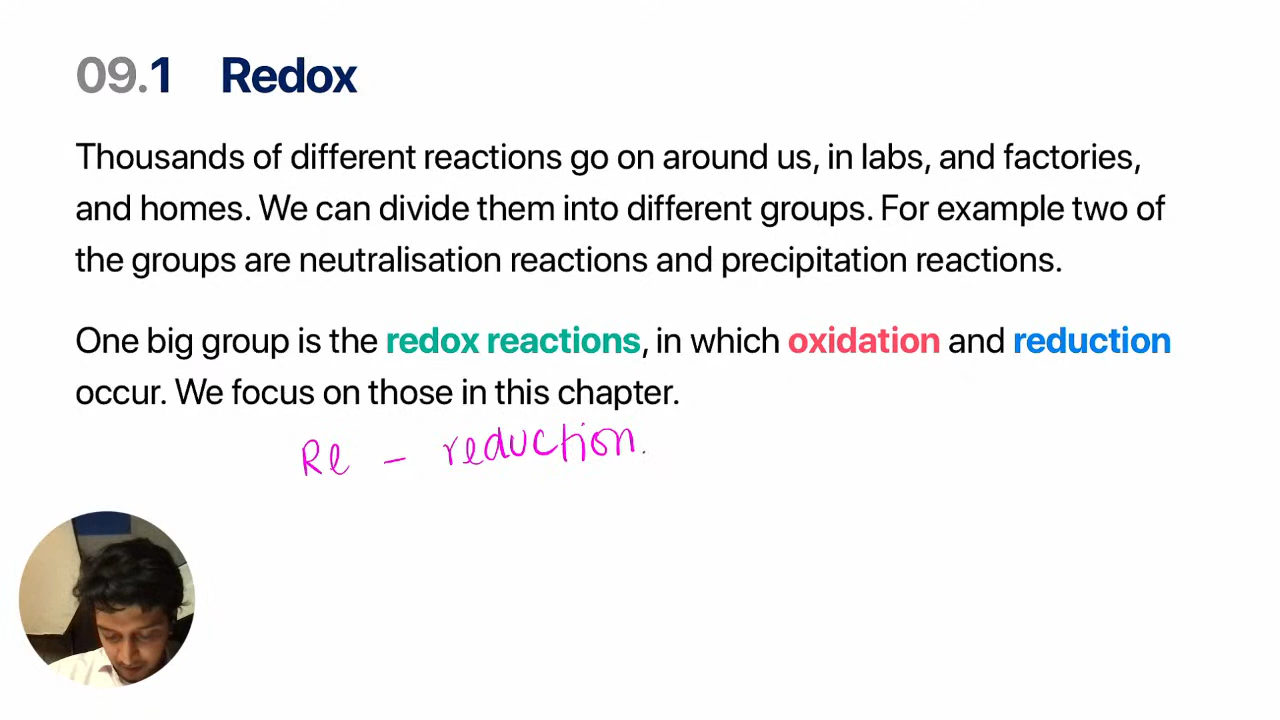 09.1 Redox
Thousands of different reactions go on around us, in labs, and factories,
and homes. We can divide them into different groups. For example two of
the groups are neutralisation reactions and precipitation reactions.
One big group is the redox reactions, in which oxidation and reduction
occur. We focus on those in this chapter.
Re – reduction.